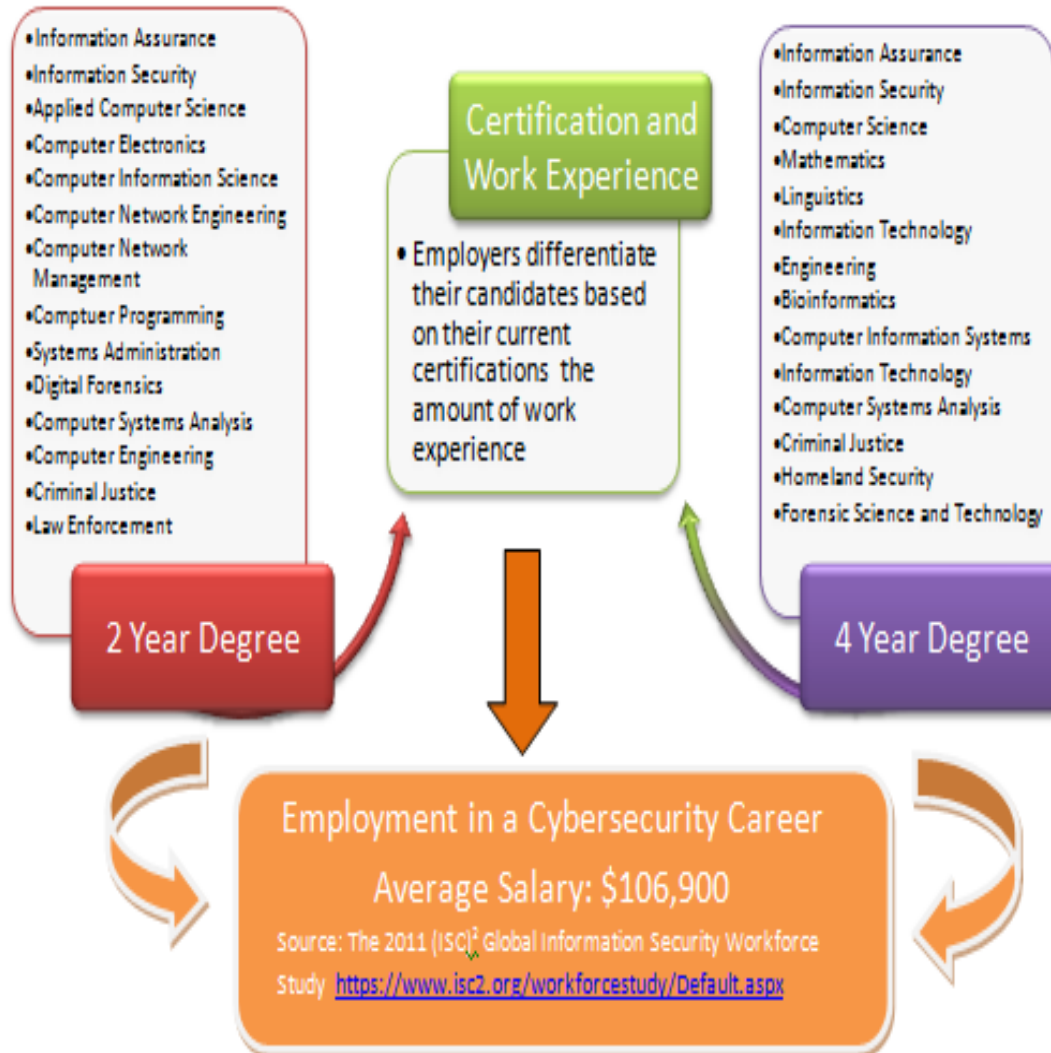 •Information Assurance
•Information Security
•Applied Computer Science
•Computer Electronics
•Computer Information Science
•Computer Network Engineering
•Computer Network
Management
•Comptuer Programming
•Systems Administration
•Digital Forensics
•Computer Systems Analysis
•Computer Engineering
•Criminal Justice
•Law Enforcement
2 Year Degree
Certification and
Work Experience
• Employers differentiate
their candidates based
on their current
certifications the
amount of work
experience
•Information Assurance
•Information Security
•Computer Science
•Mathematics
•Linguistics
•Information Technology
•Engineering
•Bioinformatics
•Computer Information Systems
•Information Technology
•Computer Systems Analysis
•Criminal Justice
•Homeland Security
•Forensic Science and Technology
4 Year Degree
Employment in a Cybersecurity Career
Average Salary: $106,900
Source: The 2011 (ISC)² Global Information Security Workforce
Study https://www.isc2.org/workforcestudy/Default.aspx